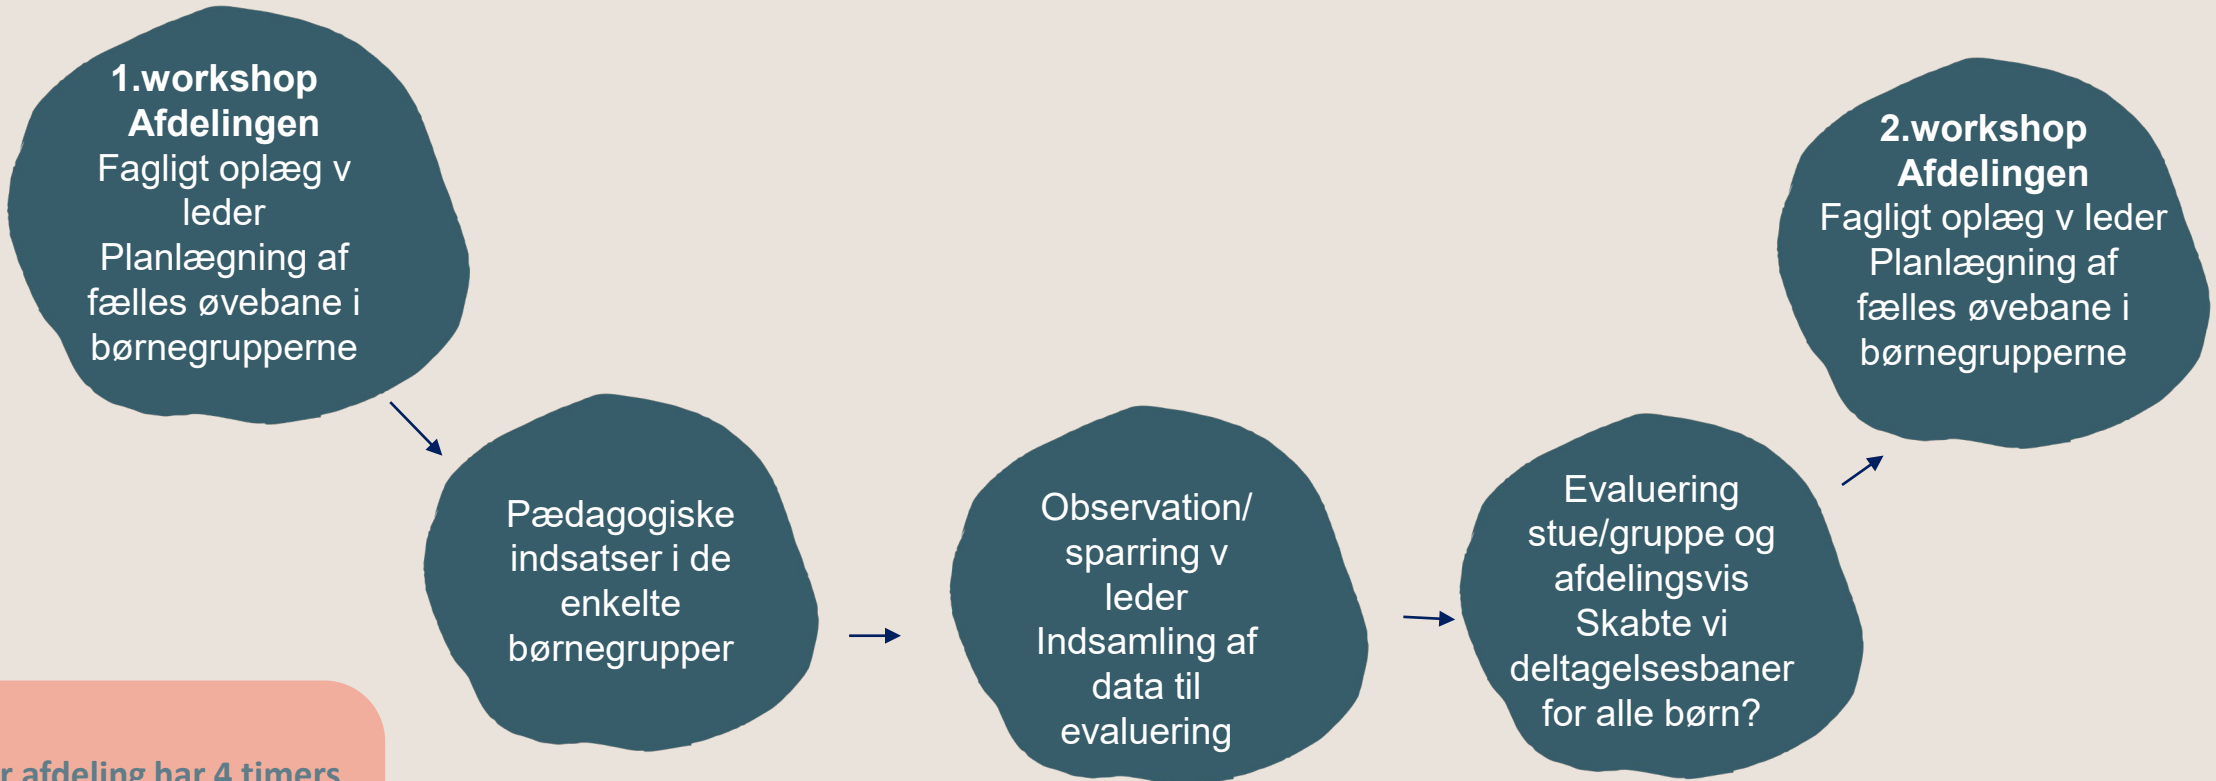 1.workshop
Afdelingen
Fagligt oplæg v
leder
Planlægning af
fælles øvebane i
børnegrupperne
Pædagogiske
indsatser i de
enkelte
børnegrupper
Observation/
sparring v
leder
Indsamling af
data til
evaluering
Evaluering
stue/gruppe og
afdelingsvis
Skabte vi
deltagelsesbaner
for alle børn?
2.workshop
Afdelingen
Fagligt oplæg v leder
Planlægning af
fælles øvebane i
børnegrupperne
afdeling har 4 timers